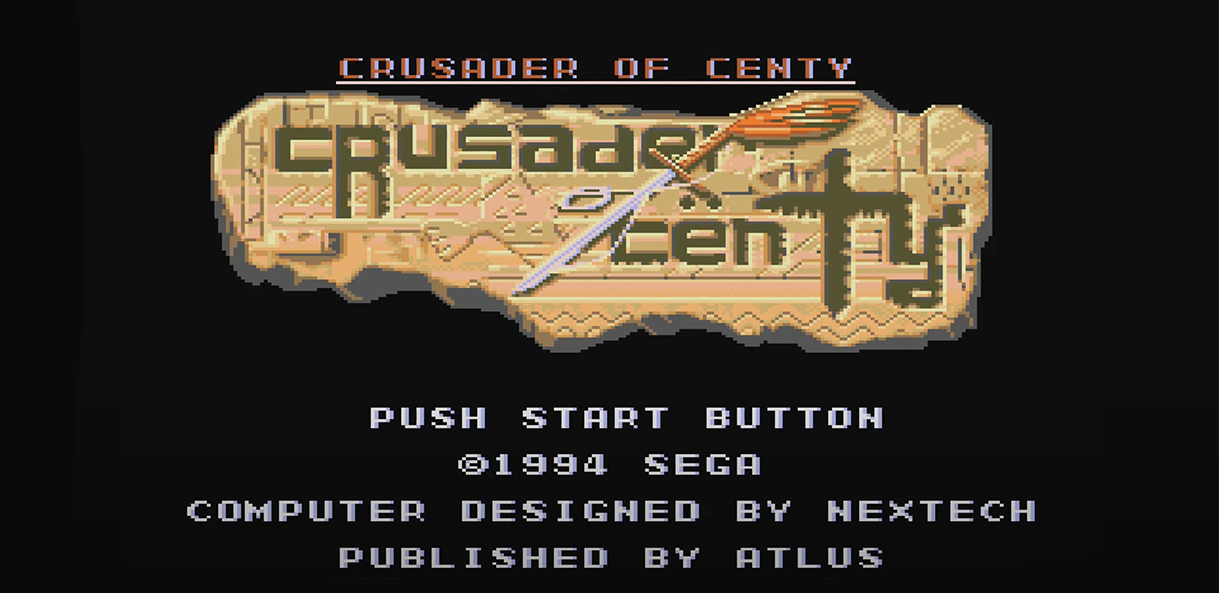 CRUSADER OF CENTY
crusader
of centy
PUSH START BUTTON
©1994 SEGA
COMPUTER DESIGNED BY NEXTECH
PUBLISHED BY ATLUS